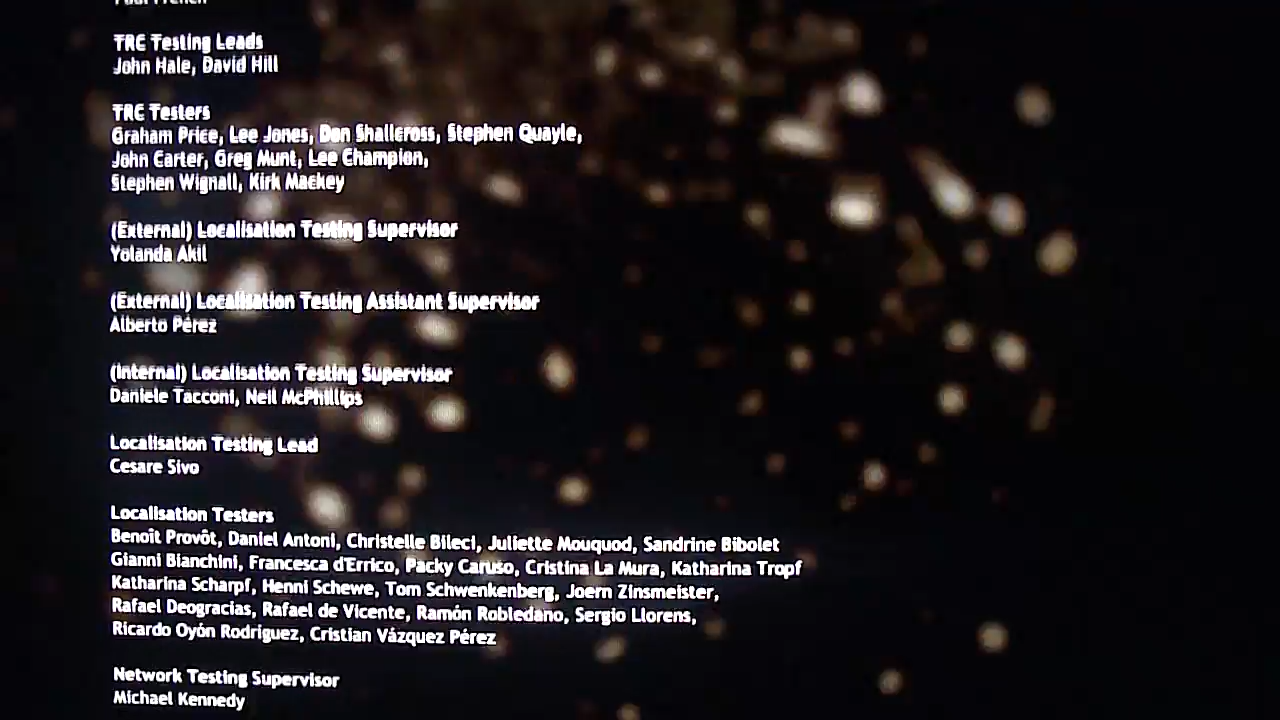 Paul French
TRC Testing Leads
John Hale, David Hill
TRC Testers
Graham Price, Lee Jones, Don Shallcross, Stephen Quayle,
John Carter, Greg Munt, Lee Champion,
Stephen Wignall, Kirk Mackey
(External) Localisation Testing Supervisor
Yolanda Akil
(External) Localisation Testing Assistant Supervisor
Alberto Pérez
(Internal) Localisation Testing Supervisor
Daniele Tacconi, Neil McPhillips
Localisation Testing Lead
Cesare Sivo
Localisation Testers
Benoît Provôt, Daniel Antoni, Christelle Bileci, Juliette Mouquod, Sandrine Bibolet
Gianni Bianchini, Francesca d'Errico, Packy Caruso, Cristina La Mura, Katharina Tropf
Katharina Scharpf, Henni Schewe, Tom Schwenkenberg, Joern Zinsmeister,
Rafael Deogracias, Rafael de Vicente, Ramón Robledano, Sergio Llorens,
Ricardo Oyón Rodriguez, Cristian Vázquez Pérez
Network Testing Supervisor
Michael Kennedy